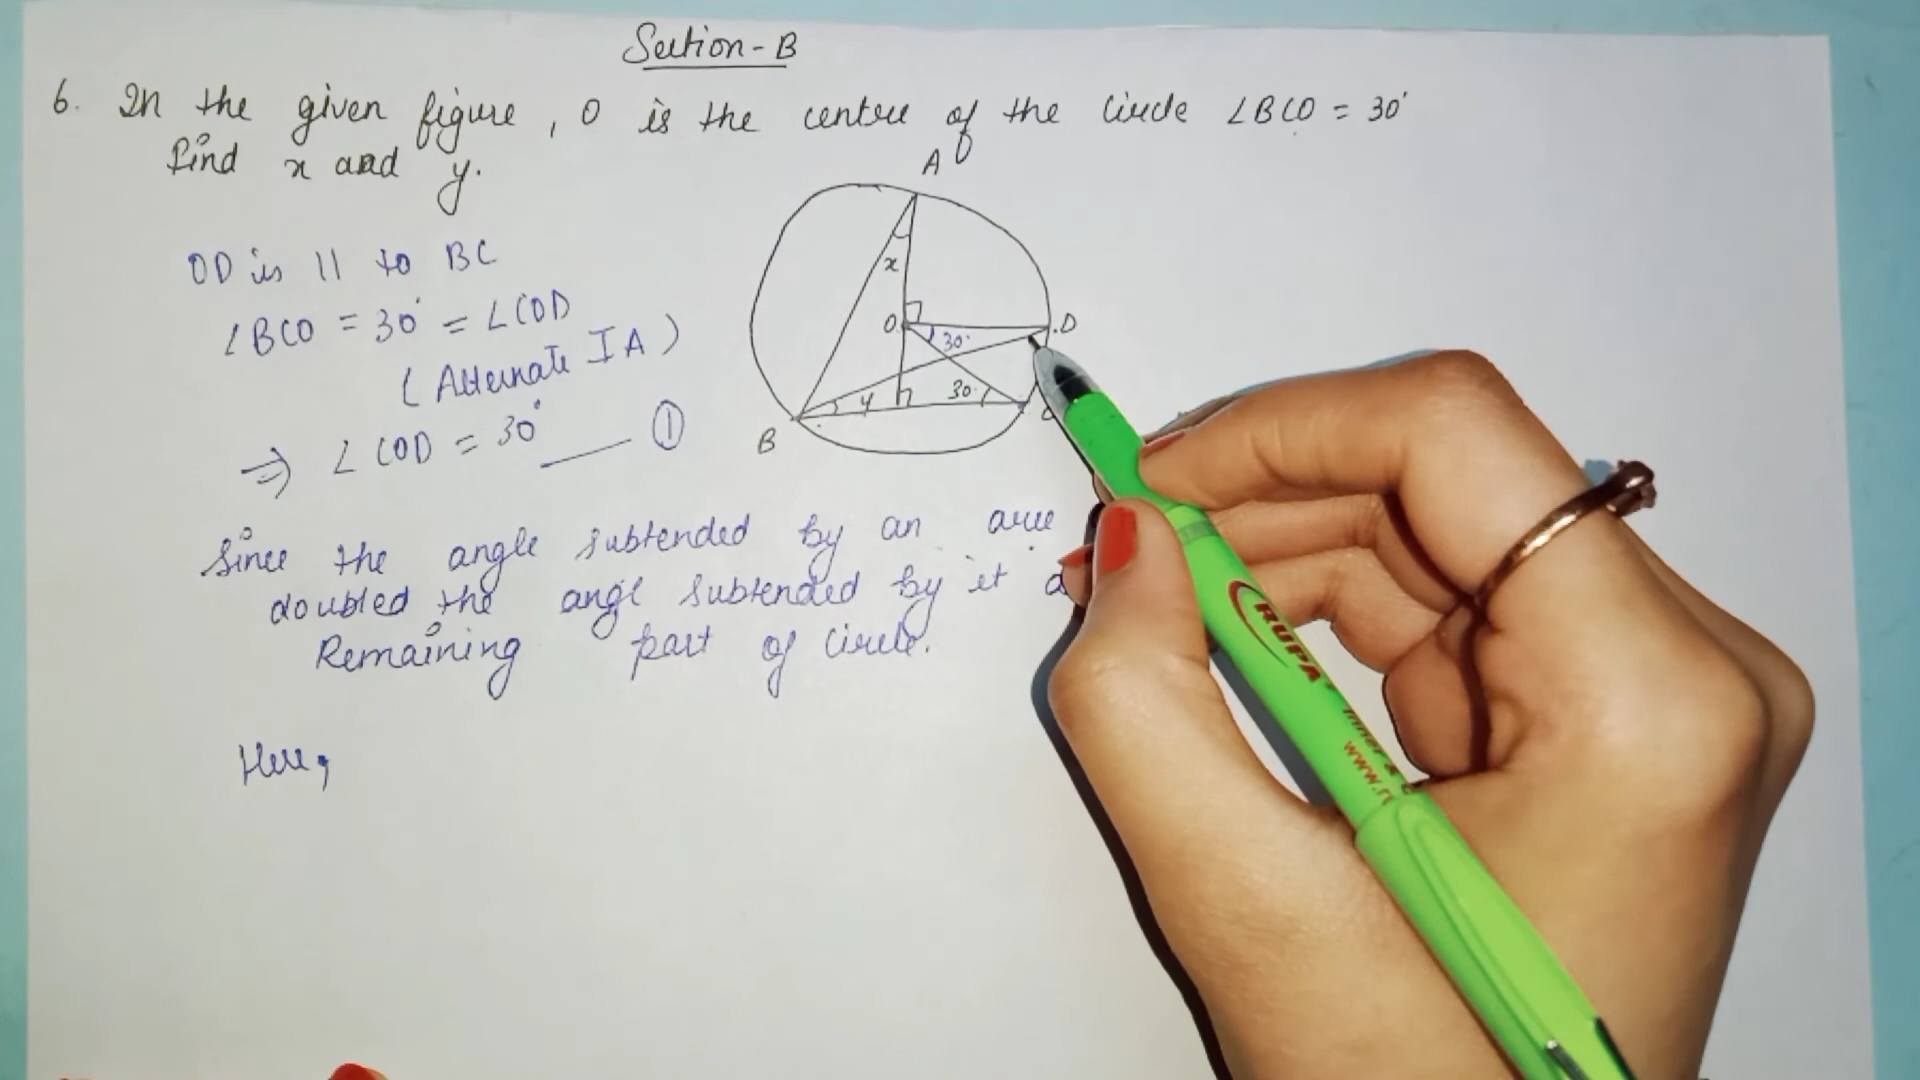 Section - B
6. In the given figure, O is the centre of the circle ∠BCO = 30°
find x and y.
A
OD is || to BC
x
∠BCO = 30° = ∠COD
O
.D
30°
(Alternate IA)
30°
y
⇒ ∠COD = 30° —— ①
B
C
Since the angle subtended by an arc
doubled the angl subtended by it
Remaining part of circle.
RUPA
Here,